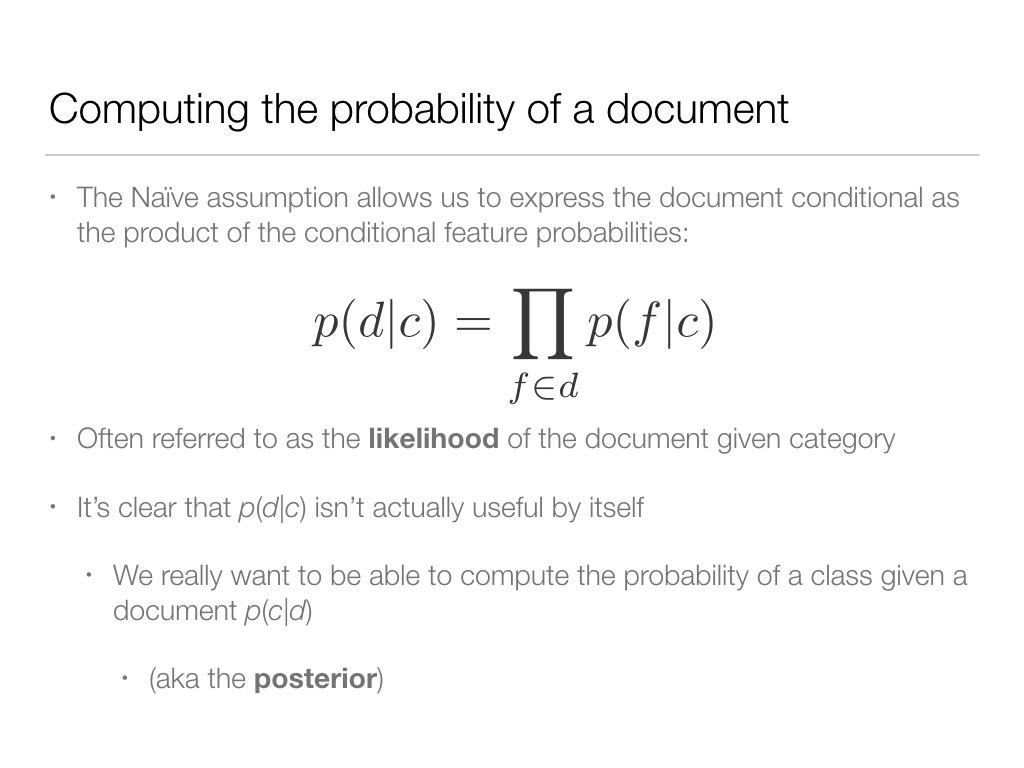 Computing the probability of a document
• The Naïve assumption allows us to express the document conditional as
the product of the conditional feature probabilities:
p(d|c) = ∏ p(f|c)
f∈d
• Often referred to as the likelihood of the document given category
• It’s clear that p(d|c) isn’t actually useful by itself
• We really want to be able to compute the probability of a class given a
document p(c|d)
• (aka the posterior)